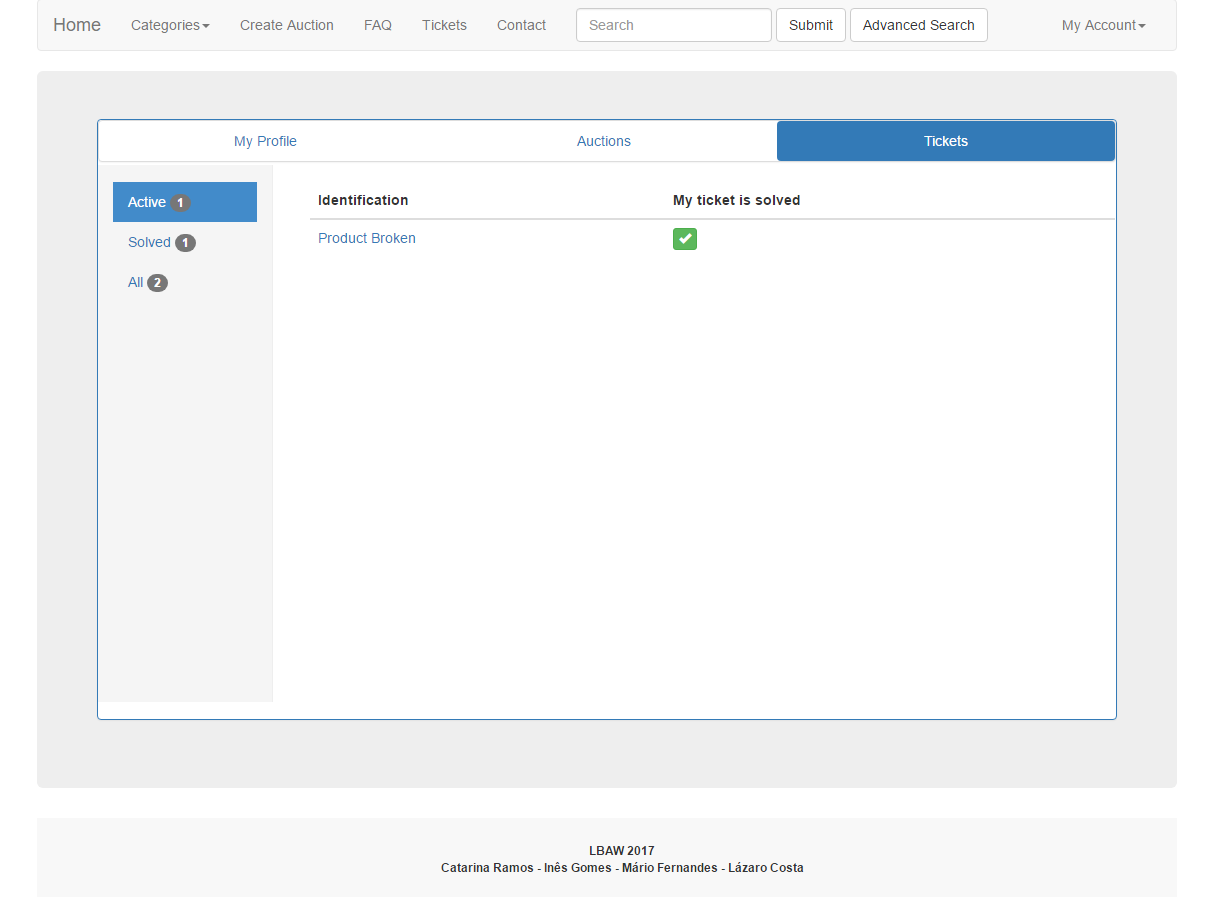 Home Categories Create Auction FAQ Tickets Contact Search Submit Advanced Search My Account
My Profile Auctions Tickets
Active 1
Solved 1
All 2
Identification My ticket is solved
Product Broken
LBAW 2017
Catarina Ramos - Inês Gomes - Mário Fernandes - Lázaro Costa